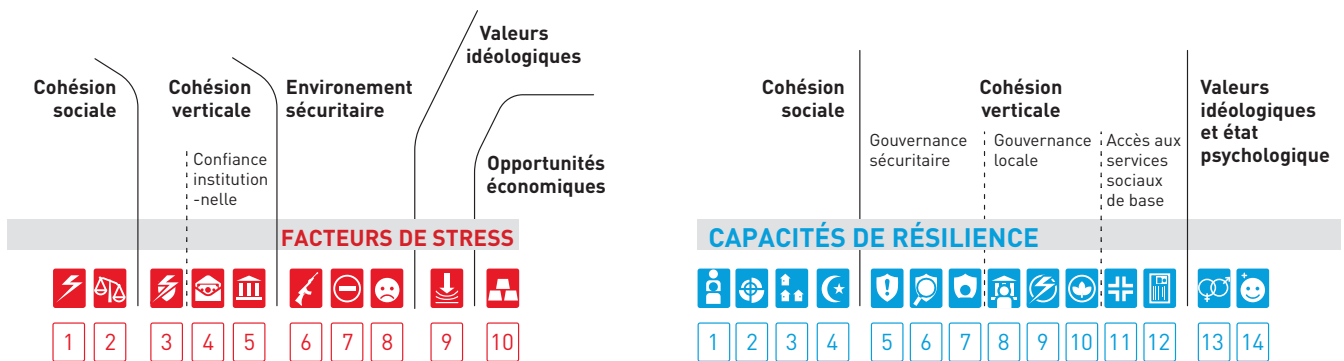 Valeurs
idéologiques
Cohésion
sociale
Cohésion
verticale
Environement
sécuritaire
Confiance
institution
-nelle
Opportunités
économiques
FACTEURS DE STRESS
1 2 3 4 5 6 7 8 9 10
Cohésion
sociale
Cohésion
verticale
Valeurs
idéologiques
et état
psychologique
Gouvernance
sécuritaire
Gouvernance
locale
Accès aux
services
sociaux
de base
CAPACITÉS DE RÉSILIENCE
1 2 3 4 5 6 7 8 9 10 11 12 13 14